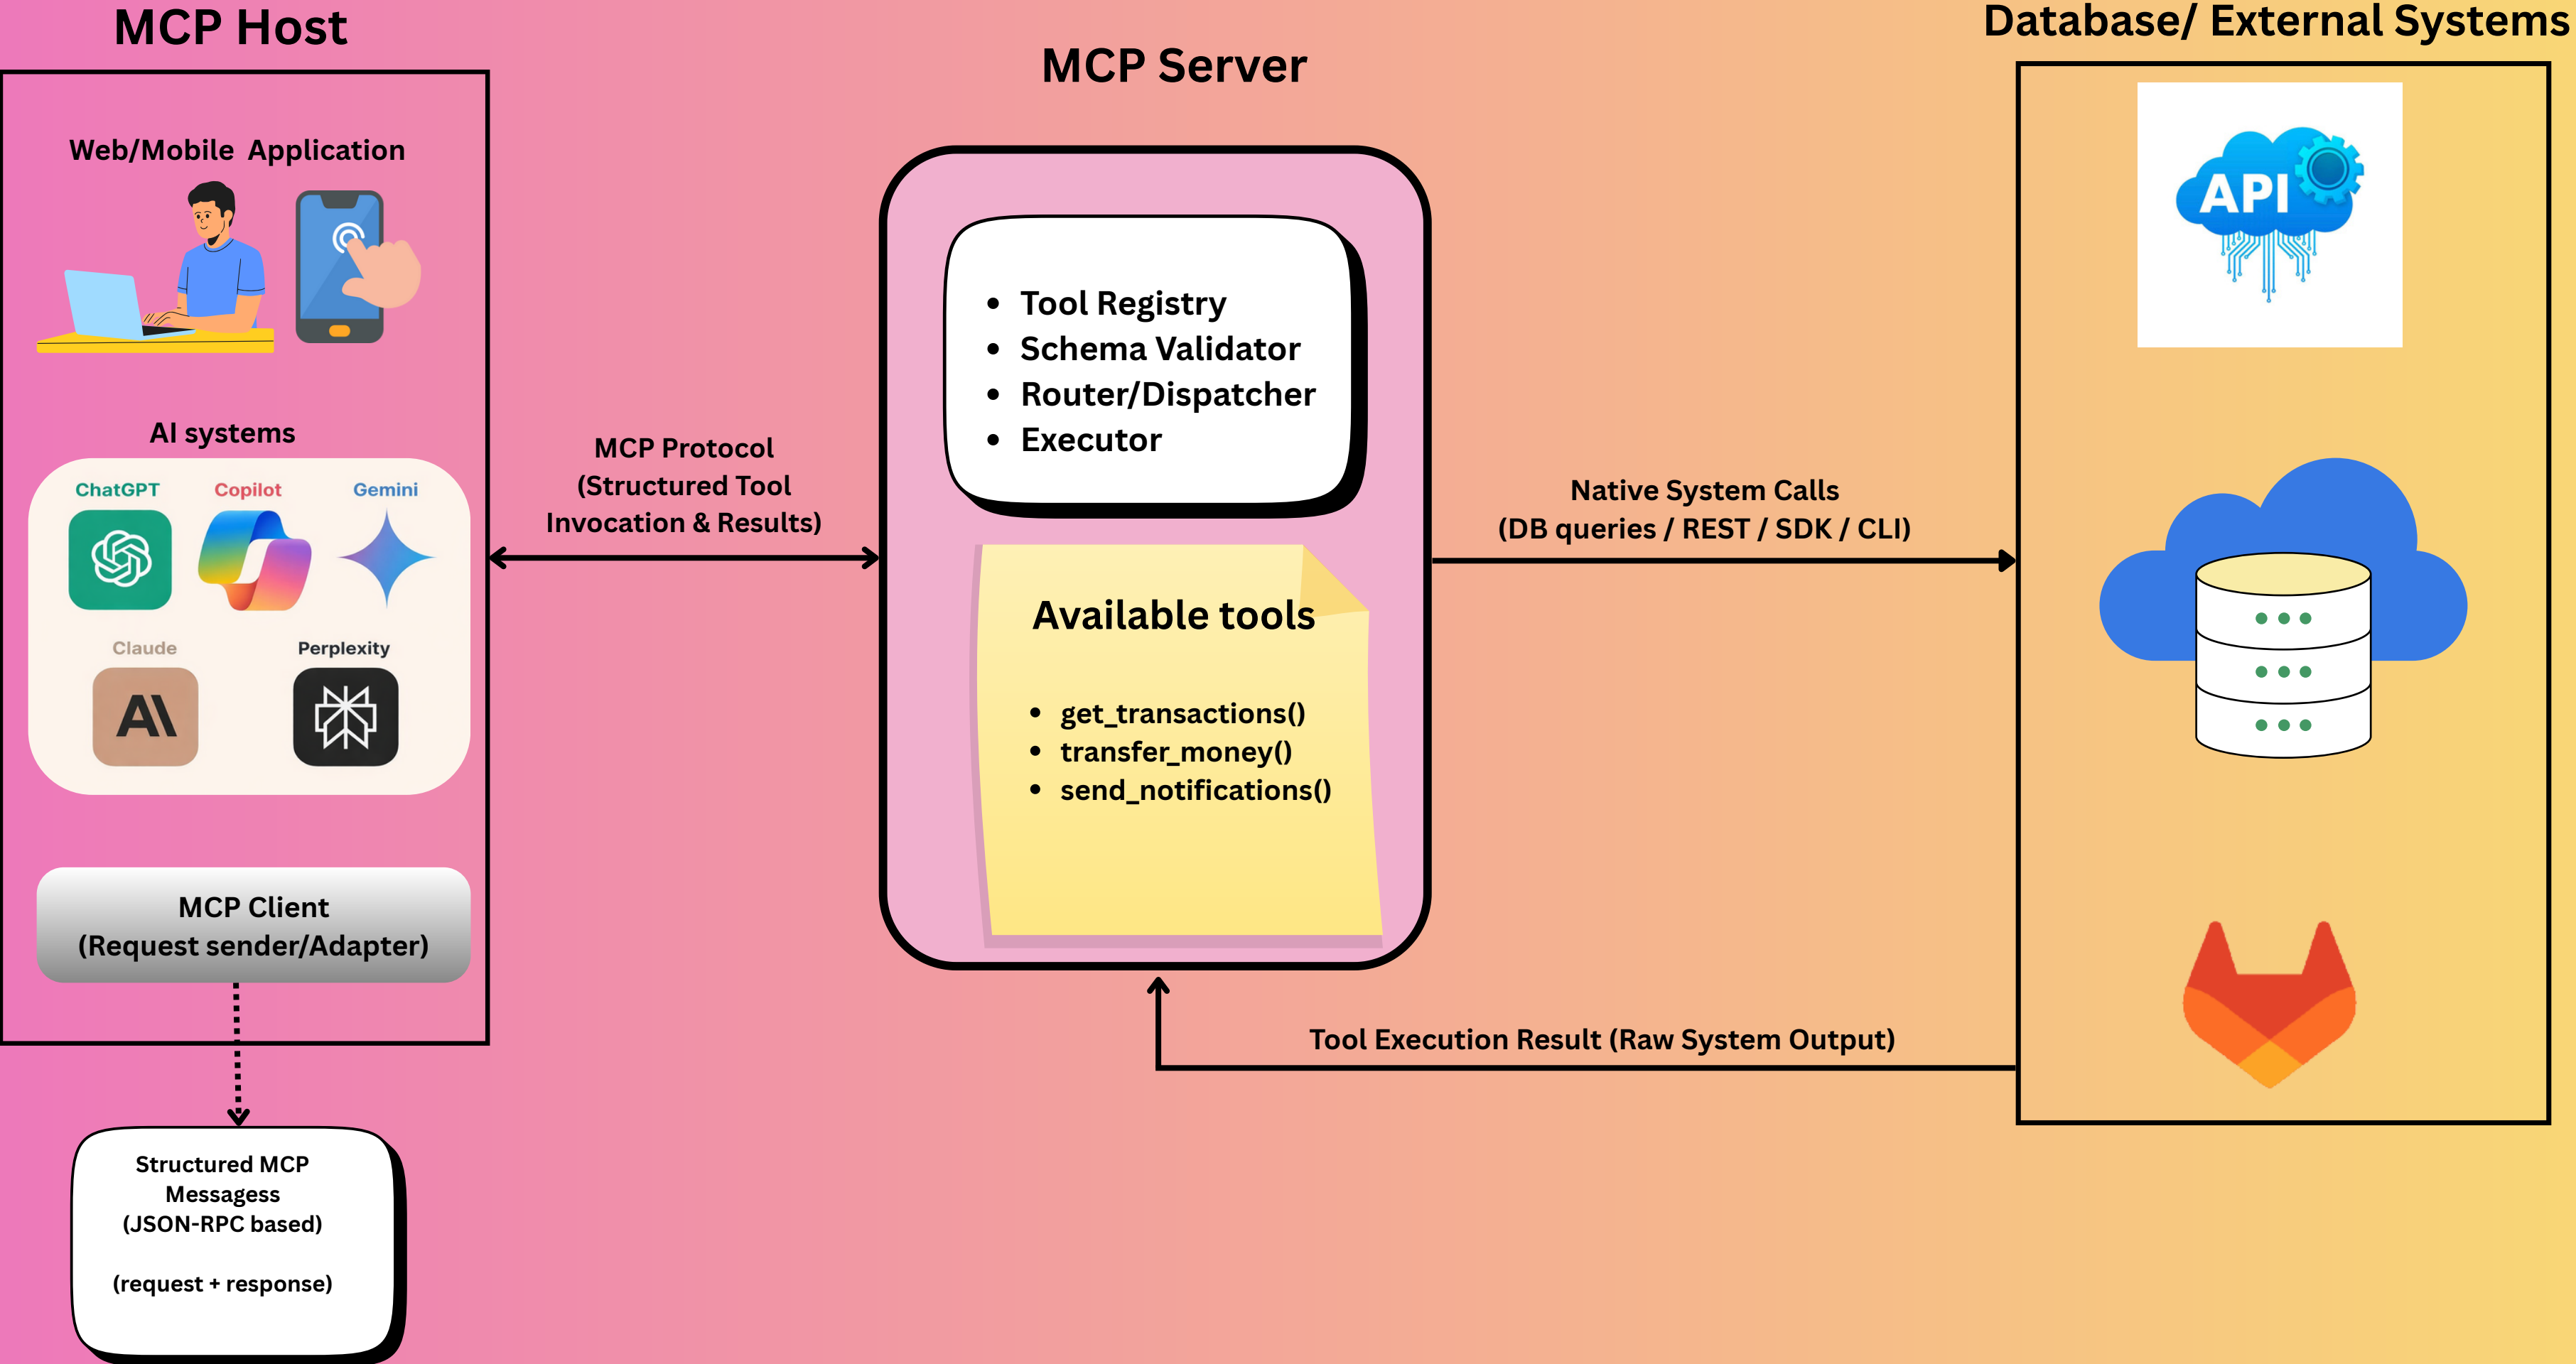 MCP Host
Web/Mobile Application
AI systems
ChatGPT
Copilot
Gemini
Claude
Perplexity
MCP Client
(Request sender/Adapter)
Structured MCP
Messagess
(JSON-RPC based)
(request + response)
MCP Protocol
(Structured Tool
Invocation & Results)
MCP Server
• Tool Registry
• Schema Validator
• Router/Dispatcher
• Executor
Available tools
• get_transactions()
• transfer_money()
• send_notifications()
Native System Calls
(DB queries / REST / SDK / CLI)
Tool Execution Result (Raw System Output)
Database/ External Systems
API